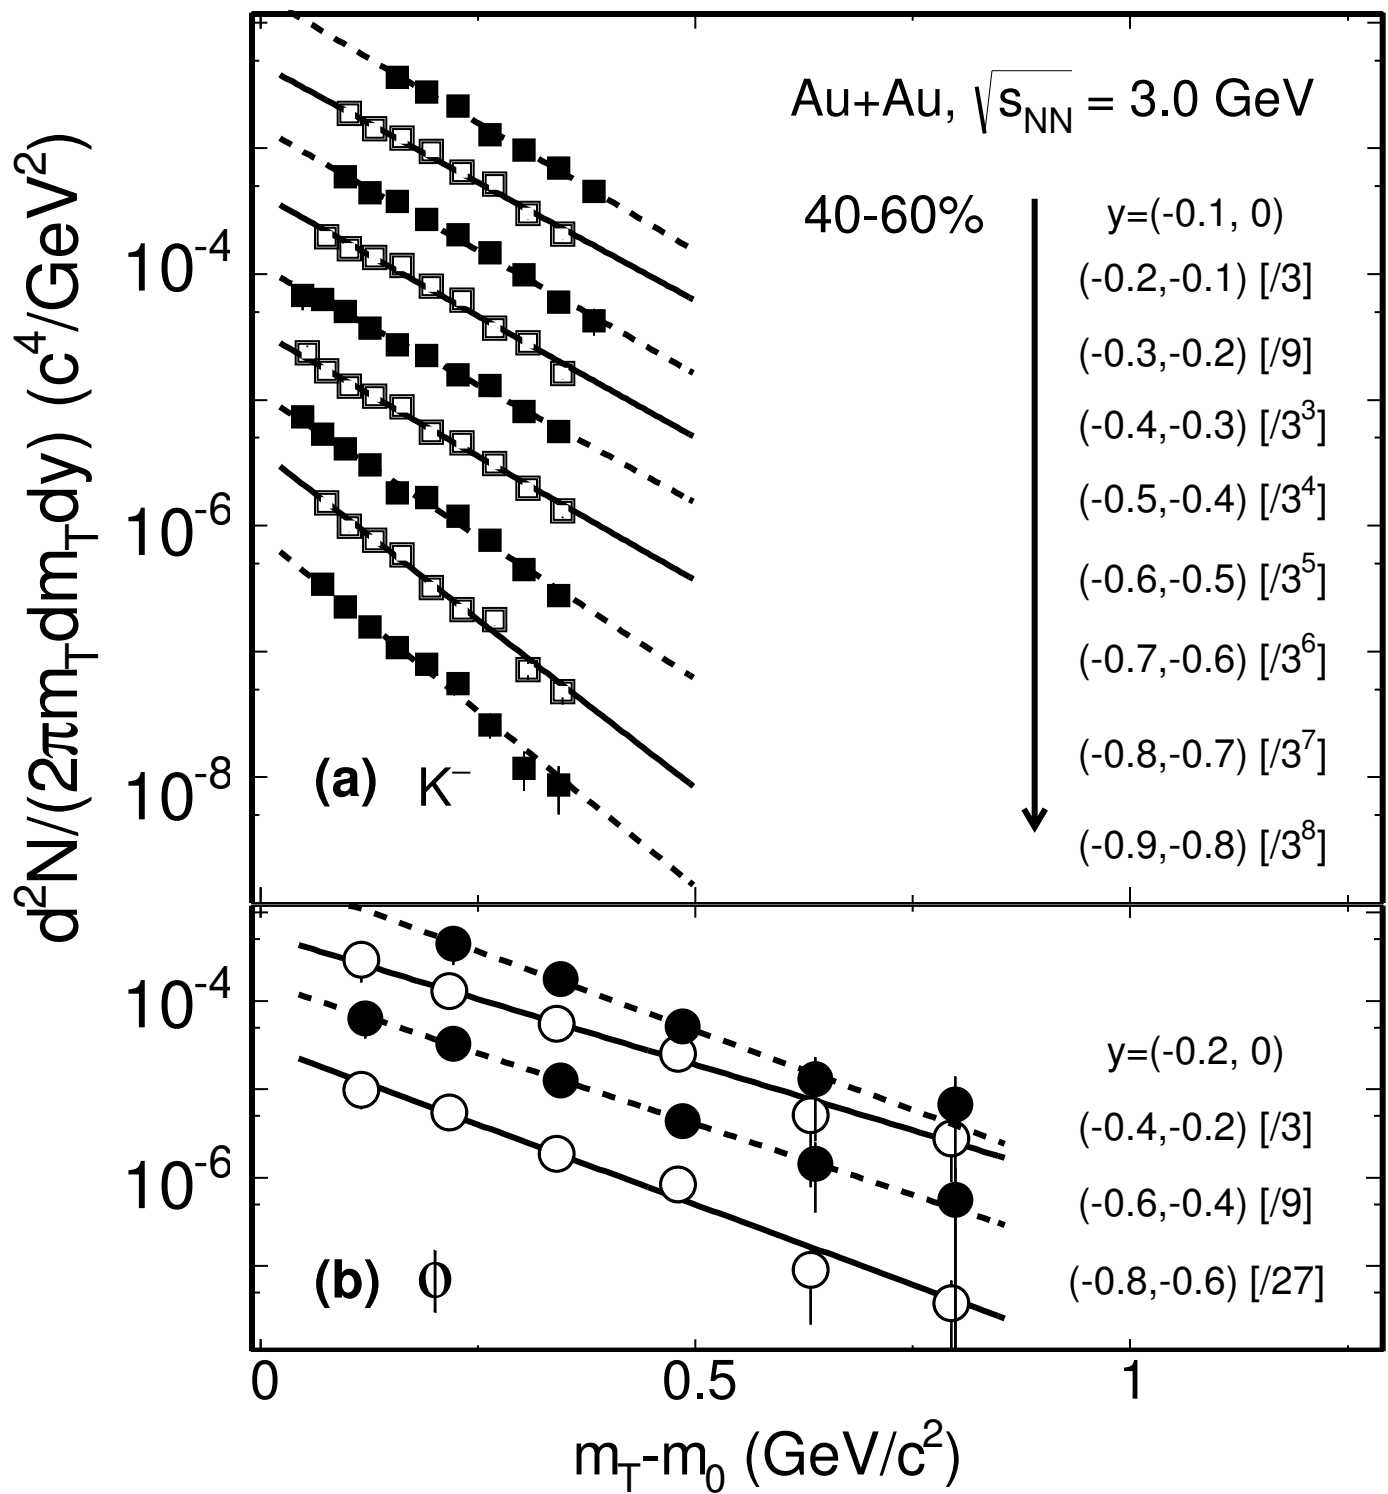 d²N/(2πm_T dm_T dy) (c⁴/GeV²)
Au+Au, √s_NN = 3.0 GeV
40-60%
y=(-0.1, 0)
(-0.2,-0.1) [/3]
(-0.3,-0.2) [/9]
(-0.4,-0.3) [/3³]
(-0.5,-0.4) [/3⁴]
(-0.6,-0.5) [/3⁵]
(-0.7,-0.6) [/3⁶]
(-0.8,-0.7) [/3⁷]
(-0.9,-0.8) [/3⁸]
10⁻⁴
10⁻⁶
10⁻⁸
(a) K⁻
10⁻⁴
10⁻⁶
y=(-0.2, 0)
(-0.4,-0.2) [/3]
(-0.6,-0.4) [/9]
(-0.8,-0.6) [/27]
(b) ϕ
0 0.5 1
m_T-m₀ (GeV/c²)